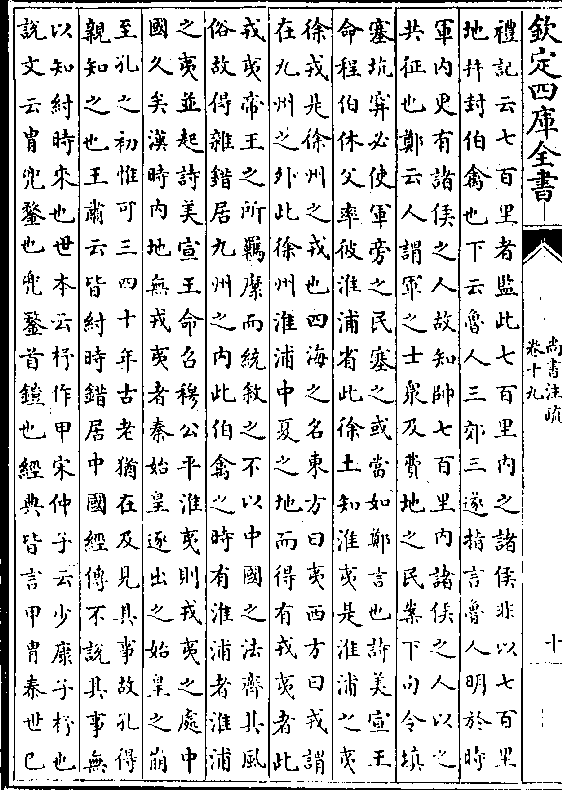 欽定四庫全書
尚書注疏
卷十九
十
禮記云七百里者監此七百里内之諸侯非以七百里
地并封伯禽也下云魯人三郊三遂指言魯人明於時
軍内更有諸侯之人故知帥七百里内諸侯之人以之
共征也鄭云人謂軍之士衆及費地之民案下句令填
塞坑穽必使軍旁之民塞之或當如鄭言也詩美宣王
命程伯休父率彼淮浦省此徐土知淮夷是淮浦之夷
徐戎是徐州之戎也四海之名東方曰夷西方曰戎謂
在九州之外此徐州淮浦中夏之地而得有戎夷者此
戎夷帝王之所羈縻而統敘之不以中國之法齊其風
俗故得雜錯居九州之内此伯禽之時有淮浦者淮浦
之夷並起詩美宣王命召穆公平淮夷則戎夷之處中
國久矣漢時内地無戎夷者秦始皇逐出之始皇之崩
至孔之初惟可三四十年古老猶在及見其事故孔得
親知之也王肅云皆紂時錯居中國經傳不說其事無
以知紂時來也世本云杼作甲宋仲子云少康子杼也
說文云胄兜鍪也兜鍪首鎧也經典皆言甲胄秦世已